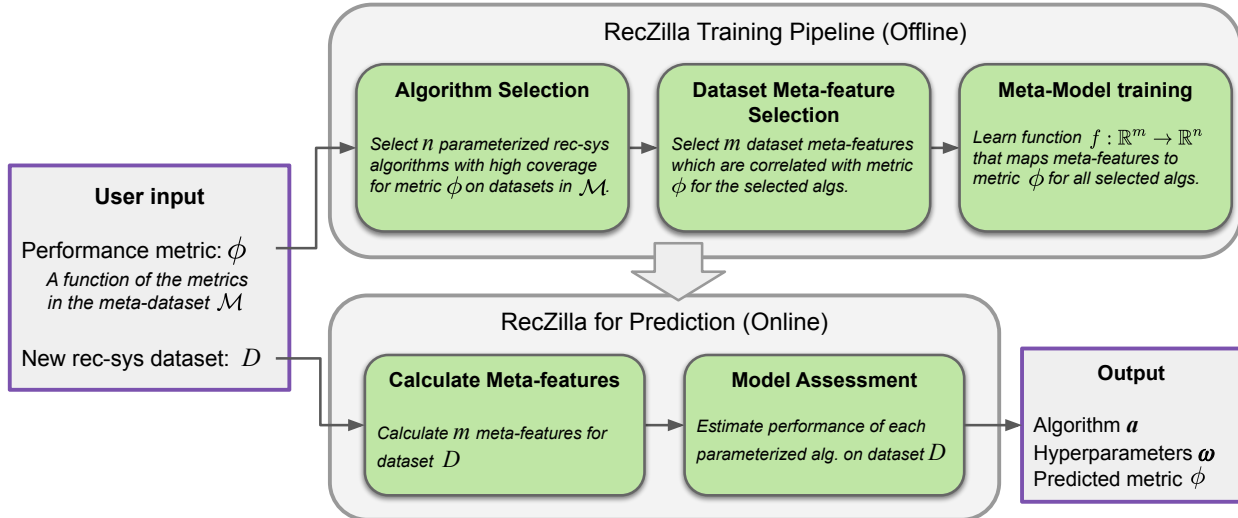 RecZilla Training Pipeline (Offline)
Algorithm Selection
Select n parameterized rec-sys
algorithms with high coverage
for metric ϕ on datasets in ℳ.
Dataset Meta-feature
Selection
Select m dataset meta-features
which are correlated with metric
ϕ for the selected algs.
Meta-Model training
Learn function f : ℝ^m → ℝ^n
that maps meta-features to
metric ϕ for all selected algs.
User input
Performance metric: ϕ
A function of the metrics
in the meta-dataset ℳ
New rec-sys dataset: D
RecZilla for Prediction (Online)
Calculate Meta-features
Calculate m meta-features for
dataset D
Model Assessment
Estimate performance of each
parameterized alg. on dataset D
Output
Algorithm a
Hyperparameters ω
Predicted metric ϕ